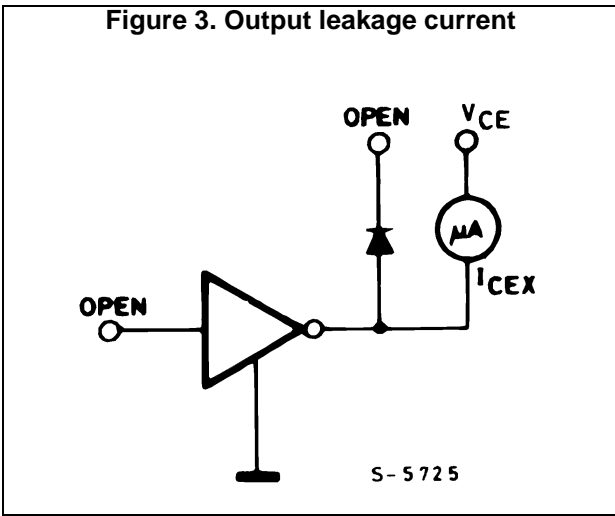 Figure 3. Output leakage current
OPEN
VCE
μA
ICEX
OPEN
S-5725